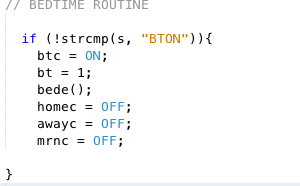 // BEDTIME ROUTINE
if (!strcmp(s, "BTON")){
btc = ON;
bt = 1;
bede();
homec = OFF;
awayc = OFF;
mrnc = OFF;
}